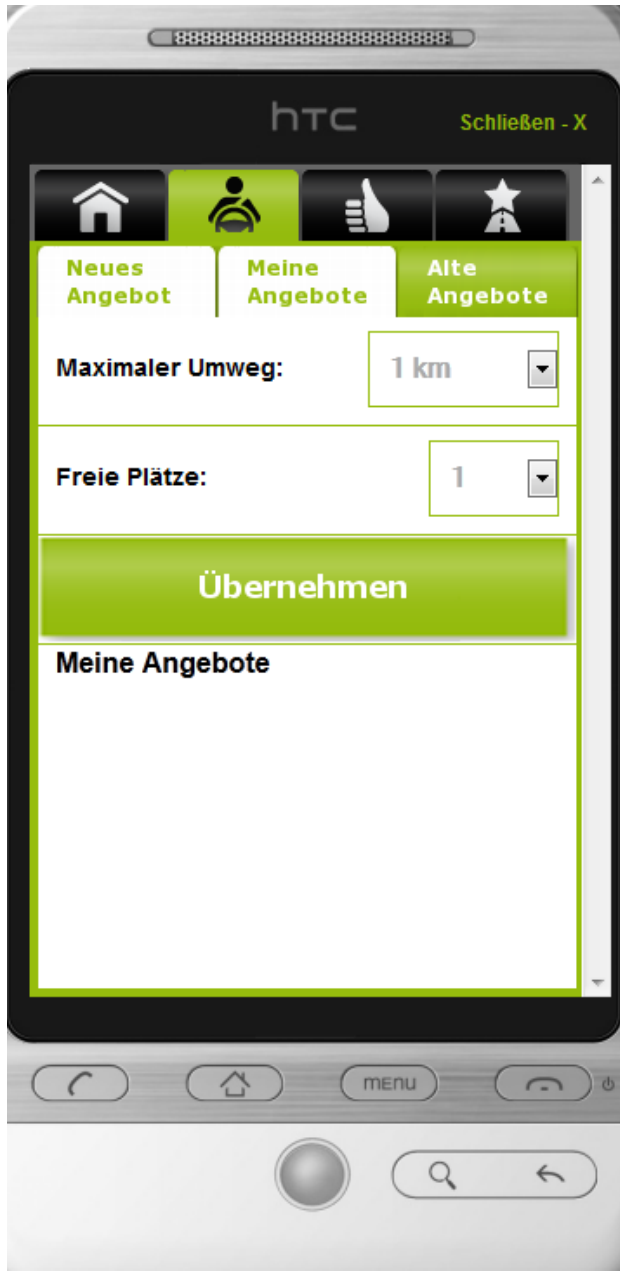 hTC
Schließen - X
Neues
Angebot
Meine
Angebote
Alte
Angebote
Maximaler Umweg:
1 km
Freie Plätze:
1
Übernehmen
Meine Angebote
MENU